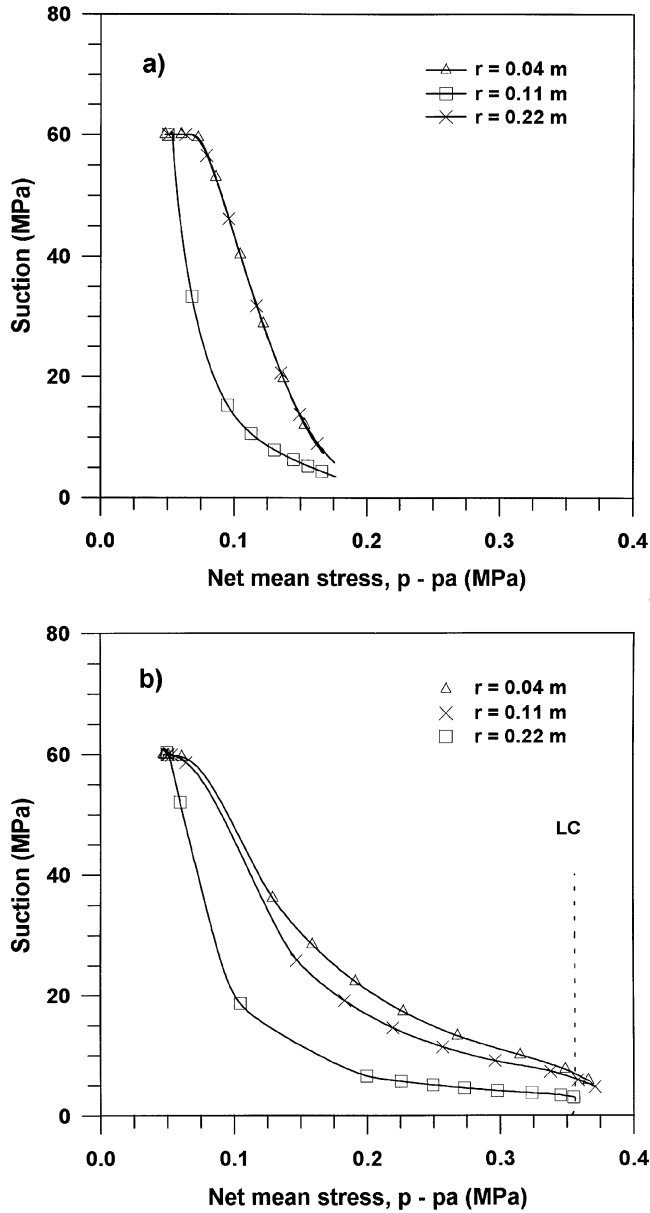 80
a)
r = 0.04 m
r = 0.11 m
r = 0.22 m
60
40
20
0
Suction (MPa)
0.0 0.1 0.2 0.3 0.4
Net mean stress, p - pa (MPa)
80
b)
r = 0.04 m
r = 0.11 m
r = 0.22 m
60
LC
40
20
0
Suction (MPa)
0.0 0.1 0.2 0.3 0.4
Net mean stress, p - pa (MPa)